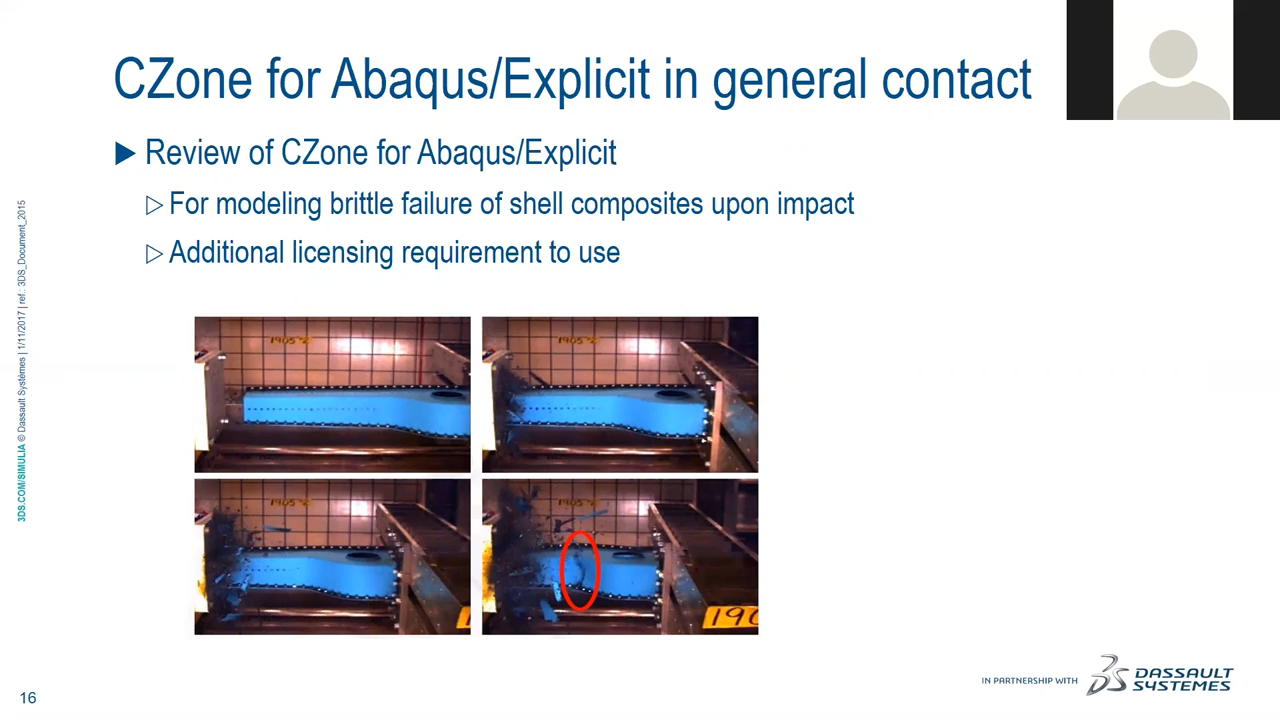 CZone for Abaqus/Explicit in general contact
▶ Review of CZone for Abaqus/Explicit
▷ For modeling brittle failure of shell composites upon impact
▷ Additional licensing requirement to use
3DS.COM/SIMULIA © Dassault Systèmes | 1/11/2017 | ref.: 3DS_Document_2015
190
16
IN PARTNERSHIP WITH
DASSAULT
SYSTEMES